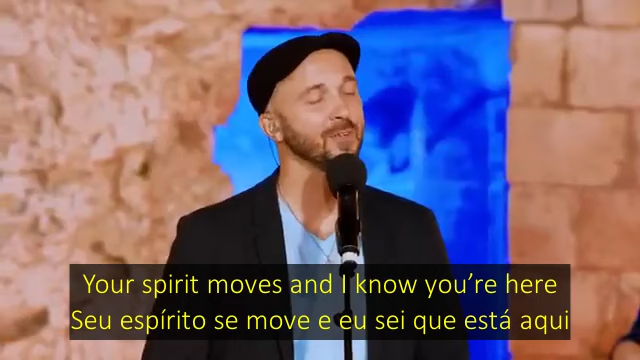 Your spirit moves and I know you’re here
Seu espírito se move e eu sei que está aqui